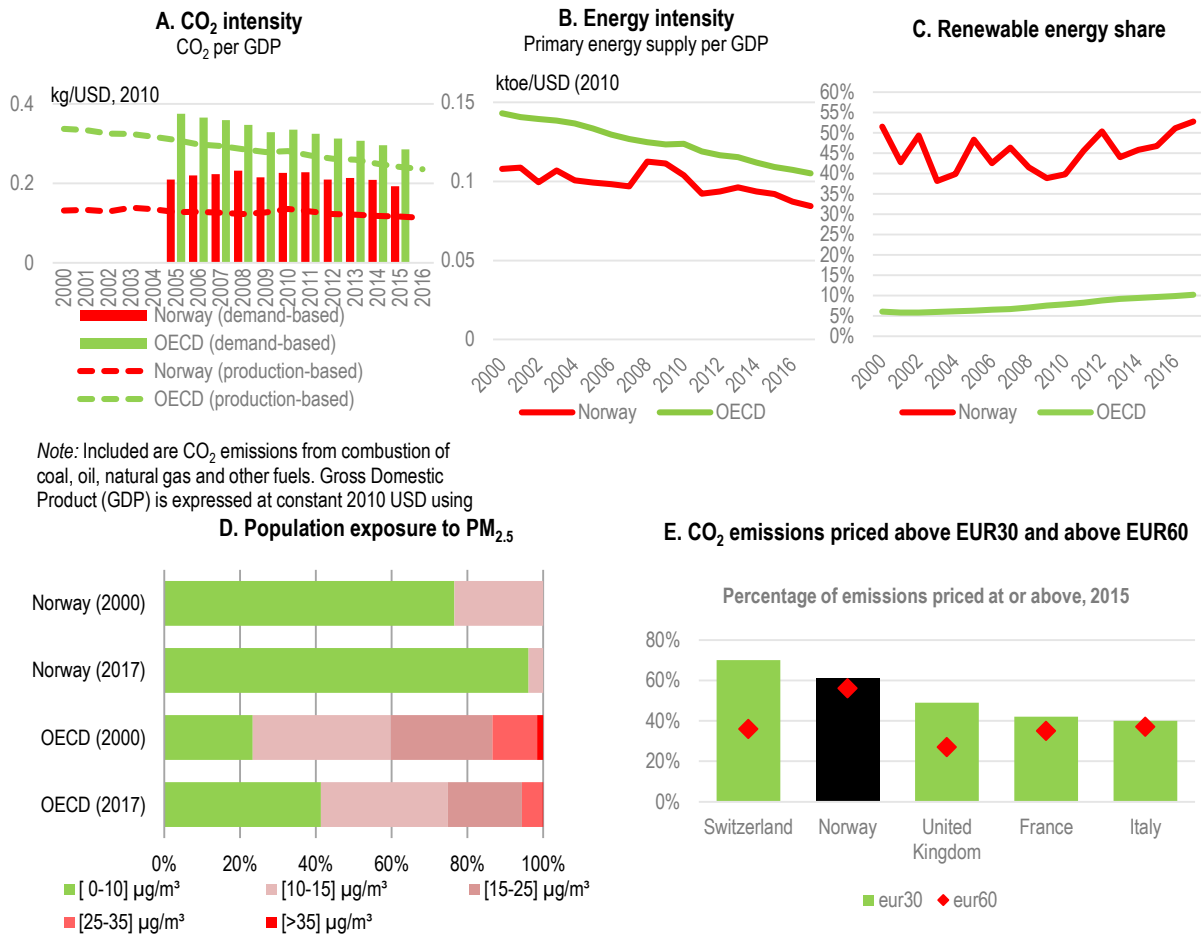 A. CO₂ intensity
CO₂ per GDP
kg/USD, 2010
0.4
0.2
0
2000
2001
2002
2003
2004
2005
2006
2007
2008
2009
2010
2011
2012
2013
2014
2015
2016
Norway (demand-based)
OECD (demand-based)
Norway (production-based)
OECD (production-based)
Note: Included are CO₂ emissions from combustion of
coal, oil, natural gas and other fuels. Gross Domestic
Product (GDP) is expressed at constant 2010 USD using
B. Energy intensity
Primary energy supply per GDP
ktoe/USD (2010
0.15
0.1
0.05
0
2000
2002
2004
2006
2008
2010
2012
2014
2016
Norway
OECD
C. Renewable energy share
60%
55%
50%
45%
40%
35%
30%
25%
20%
15%
10%
5%
0%
2000
2002
2004
2006
2008
2010
2012
2014
2016
Norway
OECD
D. Population exposure to PM₂.₅
Norway (2000)
Norway (2017)
OECD (2000)
OECD (2017)
0%
20%
40%
60%
80%
100%
[ 0-10] µg/m³
[10-15] µg/m³
[15-25] µg/m³
[25-35] µg/m³
[>35] µg/m³
E. CO₂ emissions priced above EUR30 and above EUR60
Percentage of emissions priced at or above, 2015
80%
60%
40%
20%
0%
Switzerland
Norway
United
Kingdom
France
Italy
eur30
eur60